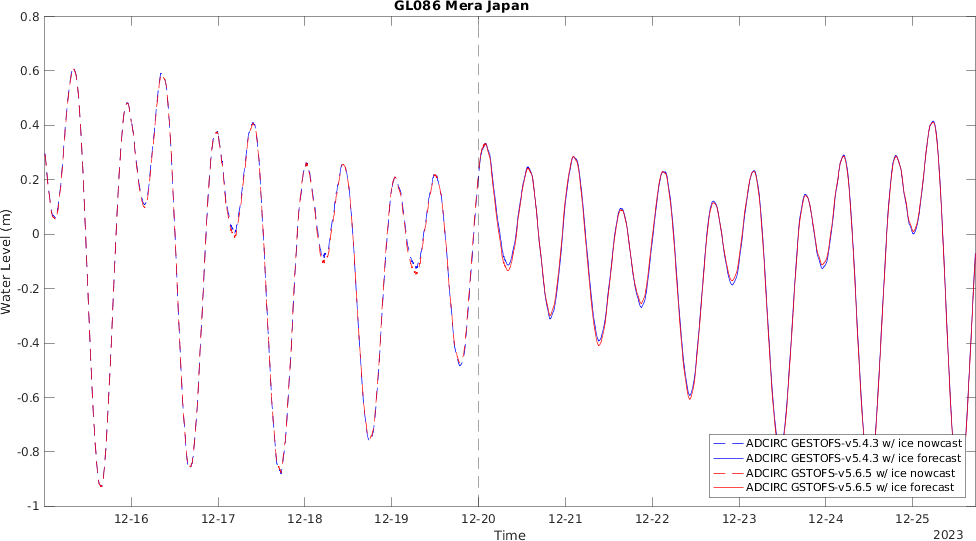 GL086 Mera Japan
0.8
0.6
0.4
0.2
0
-0.2
-0.4
-0.6
-0.8
-1
Water Level (m)
ADCIRC GESTOFS-v5.4.3 w/ ice nowcast
ADCIRC GESTOFS-v5.4.3 w/ ice forecast
ADCIRC GSTOFS-v5.6.5 w/ ice nowcast
ADCIRC GSTOFS-v5.6.5 w/ ice forecast
12-16 12-17 12-18 12-19 12-20 12-21 12-22 12-23 12-24 12-25
Time
2023